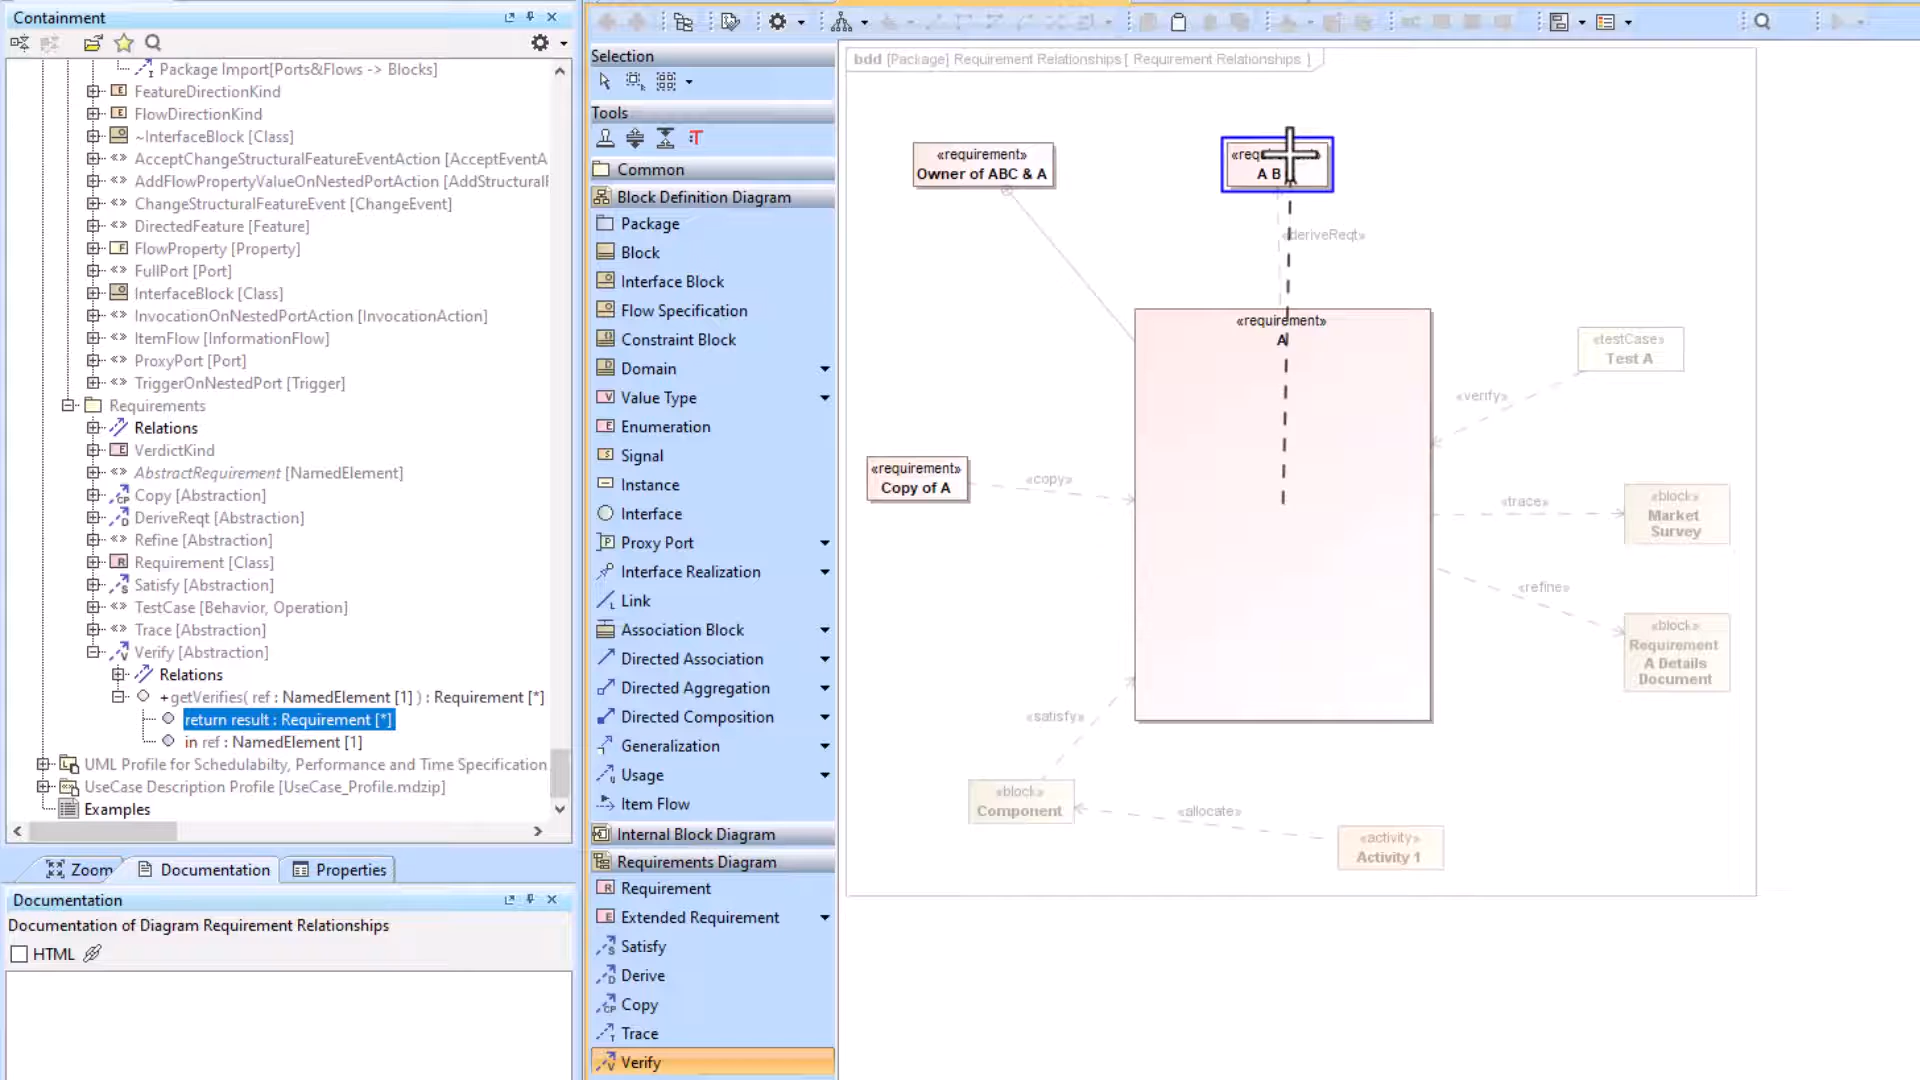 Containment
Package Import[Ports&Flows -> Blocks]
FeatureDirectionKind
FlowDirectionKind
~InterfaceBlock [Class]
AcceptChangeStructuralFeatureEventAction [AcceptEventA
AddFlowPropertyValueOnNestedPortAction [AddStructuralF
ChangeStructuralFeatureEvent [ChangeEvent]
DirectedFeature [Feature]
FlowProperty [Property]
FullPort [Port]
InterfaceBlock [Class]
InvocationOnNestedPortAction [InvocationAction]
ItemFlow [InformationFlow]
ProxyPort [Port]
TriggerOnNestedPort [Trigger]
Requirements
Relations
VerdictKind
AbstractRequirement [NamedElement]
Copy [Abstraction]
DeriveReqt [Abstraction]
Refine [Abstraction]
Requirement [Class]
Satisfy [Abstraction]
TestCase [Behavior, Operation]
Trace [Abstraction]
Verify [Abstraction]
Relations
+getVerifies( ref : NamedElement [1] ) : Requirement [*]
return result : Requirement [*]
in ref : NamedElement [1]
UML Profile for Schedulabilty, Performance and Time Specification
UseCase Description Profile [UseCase_Profile.mdzip]
Examples
Zoom
Documentation
Properties
Documentation
Documentation of Diagram Requirement Relationships
HTML
Selection
Tools
Common
Block Definition Diagram
Package
Block
Interface Block
Flow Specification
Constraint Block
Domain
Value Type
Enumeration
Signal
Instance
Interface
Proxy Port
Interface Realization
Link
Association Block
Directed Association
Directed Aggregation
Directed Composition
Generalization
Usage
Item Flow
Internal Block Diagram
Requirements Diagram
Requirement
Extended Requirement
Satisfy
Derive
Copy
Trace
Verify
bdd [Package] Requirement Relationships [ Requirement Relationships ]
«requirement»
Owner of ABC & A
A B
«deriveReqt»
«requirement»
A
«testCase»
Test A
«verify»
«requirement»
Copy of A
«copy»
«trace»
«block»
Market
Survey
«refine»
«block»
Requirement
A Details
Document
«satisfy»
«block»
Component
«allocate»
«activity»
Activity 1